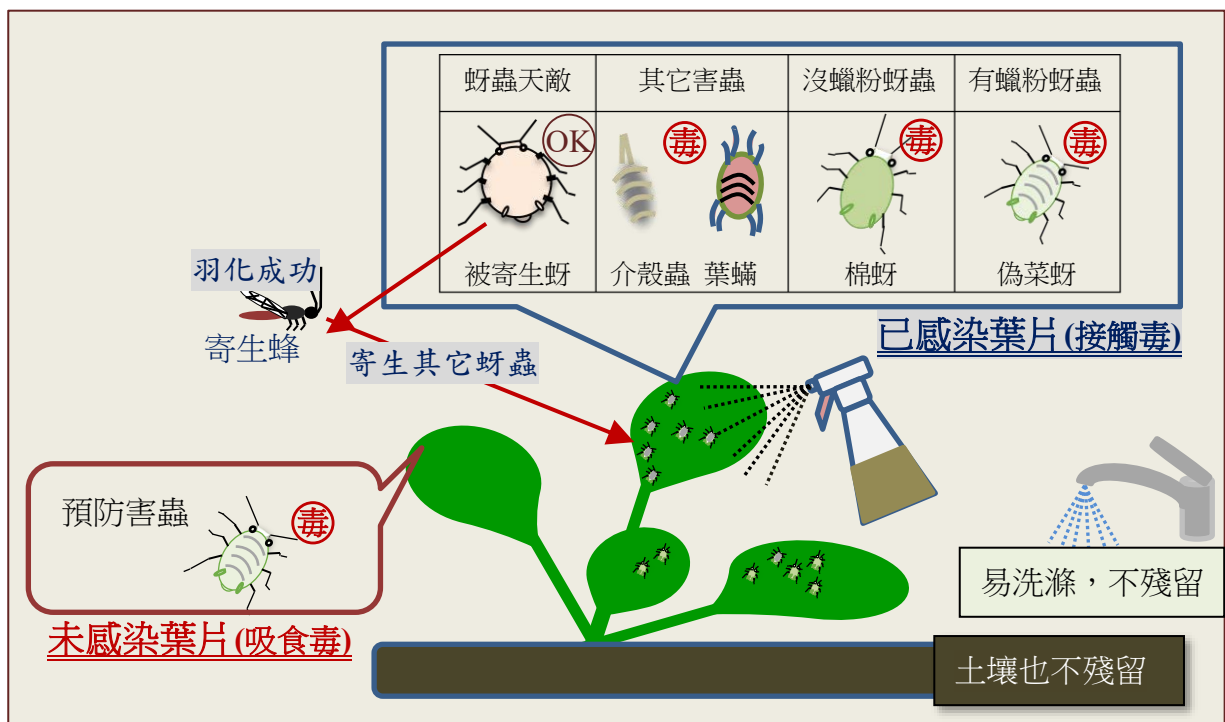 蚜蟲天敵
其它害蟲
沒蠟粉蚜蟲
有蠟粉蚜蟲
OK
毒
毒
毒
被寄生蚜
介殼蟲 葉蟎
棉蚜
偽菜蚜
羽化成功
寄生蜂
已感染葉片(接觸毒)
寄生其它蚜蟲
預防害蟲
毒
未感染葉片(吸食毒)
易洗滌，不殘留
土壤也不殘留